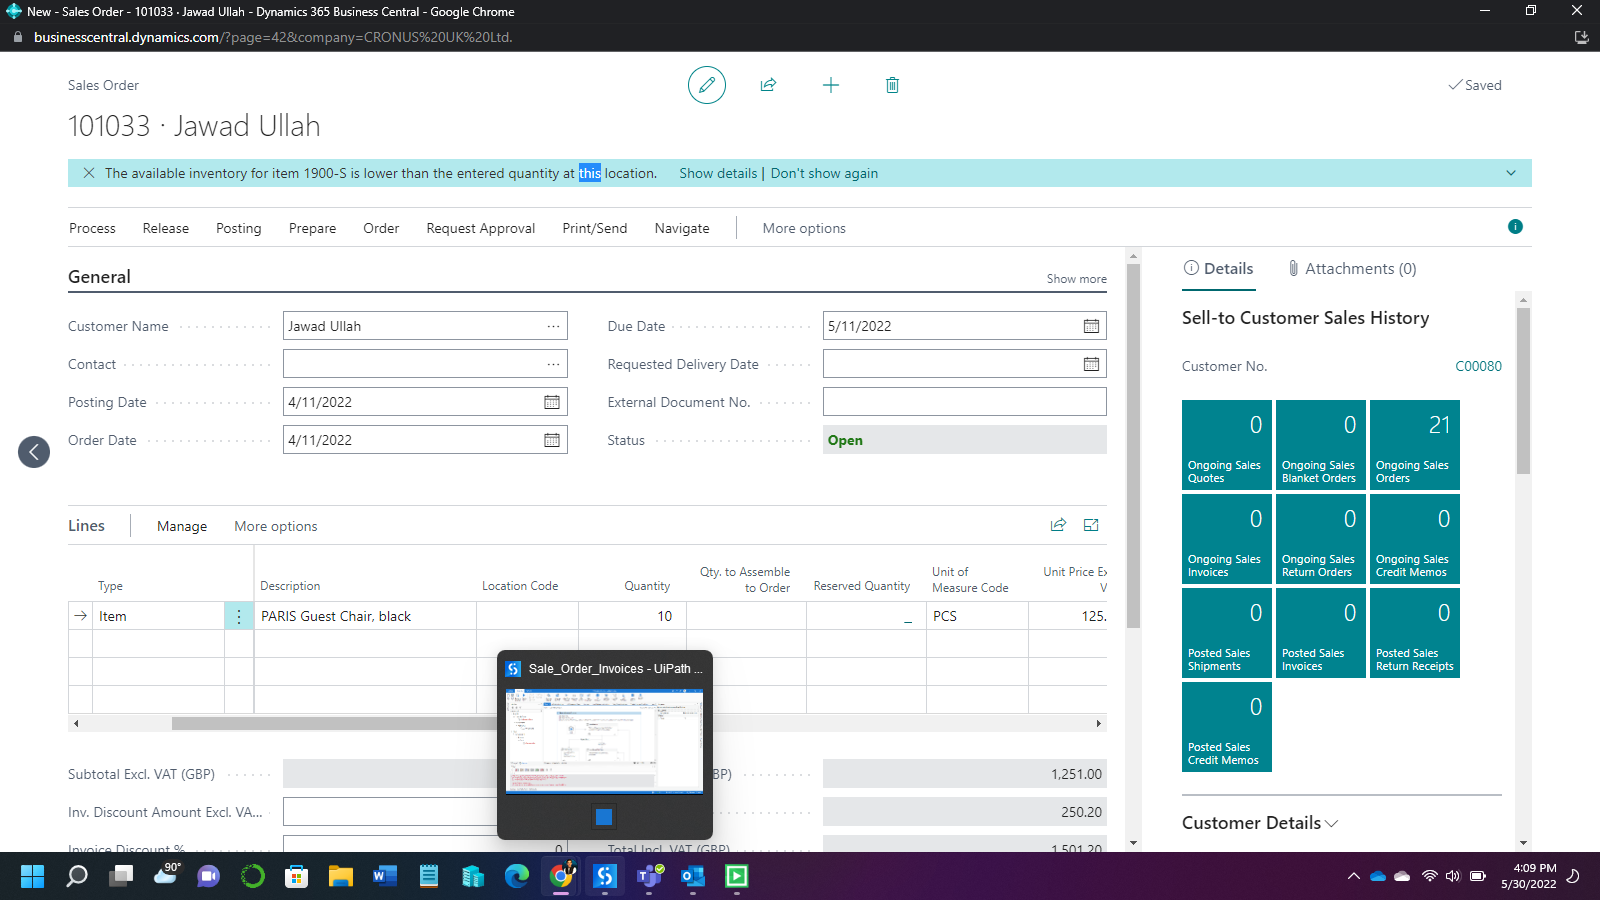 New - Sales Order - 101033 · Jawad Ullah - Dynamics 365 Business Central - Google Chrome
businesscentral.dynamics.com/?page=42&company=CRONUS%20UK%20Ltd.
Sales Order
Saved
101033 · Jawad Ullah
The available inventory for item 1900-S is lower than the entered quantity at this location. Show details | Don't show again
Process Release Posting Prepare Order Request Approval Print/Send Navigate More options
General
Show more
Customer Name Jawad Ullah
Contact
Posting Date 4/11/2022
Order Date 4/11/2022
Due Date 5/11/2022
Requested Delivery Date
External Document No.
Status Open
Lines Manage More options
Type Description Location Code Quantity Qty. to Assemble to Order Reserved Quantity Unit of Measure Code Unit Price Ex V
Item PARIS Guest Chair, black 10 _ PCS 125.
Sale_Order_Invoices - UiPath ...
Subtotal Excl. VAT (GBP)
BP) 1,251.00
Inv. Discount Amount Excl. VA...
250.20
Invoice Discount % 0
Total Incl. VAT (GBP) 1,501.20
Details Attachments (0)
Sell-to Customer Sales History
Customer No. C00080
0 Ongoing Sales Quotes
0 Ongoing Sales Blanket Orders
21 Ongoing Sales Orders
0 Ongoing Sales Invoices
0 Ongoing Sales Return Orders
0 Ongoing Sales Credit Memos
0 Posted Sales Shipments
0 Posted Sales Invoices
0 Posted Sales Return Receipts
0 Posted Sales Credit Memos
Customer Details
90°
4:09 PM
5/30/2022